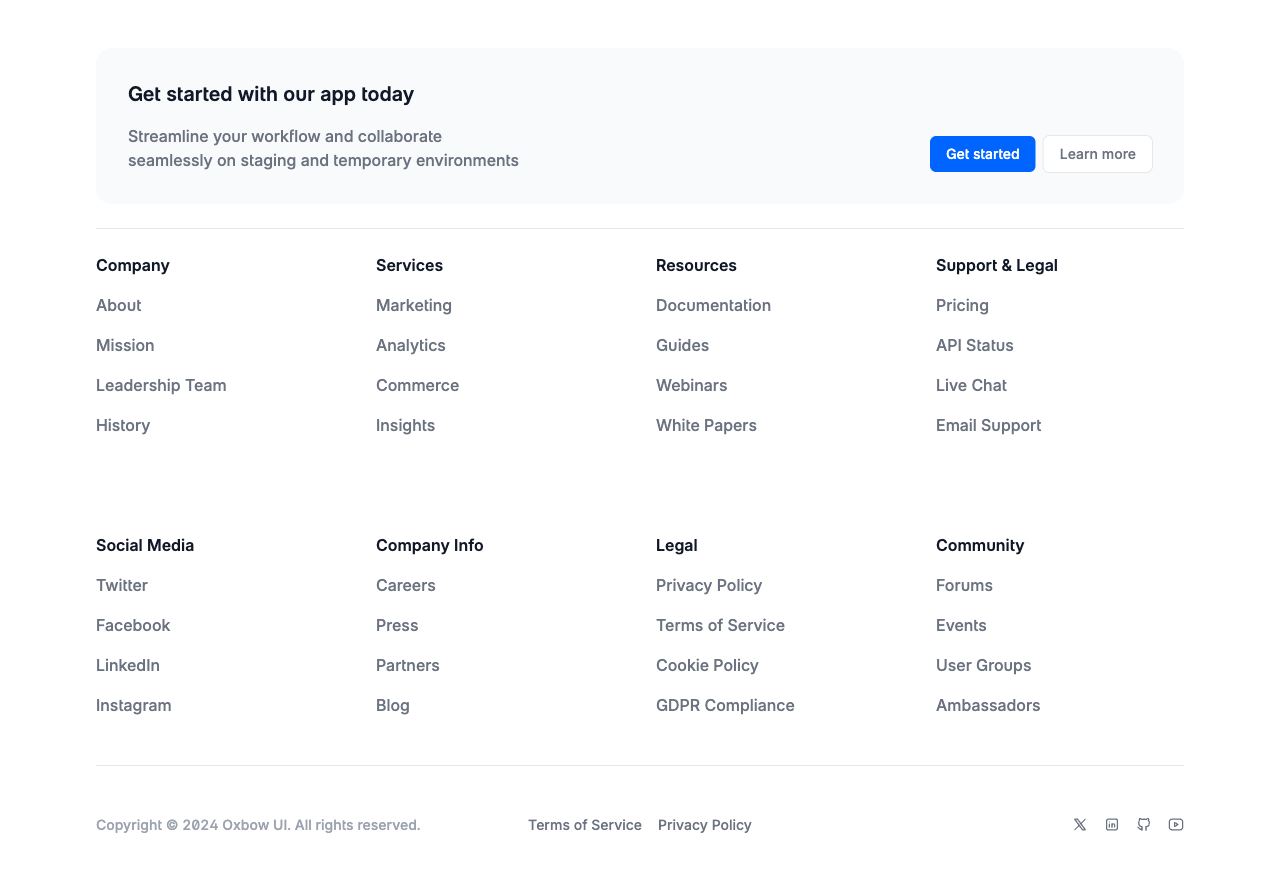 Get started with our app today
Streamline your workflow and collaborate
seamlessly on staging and temporary environments
Get started
Learn more
Company
About
Mission
Leadership Team
History
Services
Marketing
Analytics
Commerce
Insights
Resources
Documentation
Guides
Webinars
White Papers
Support & Legal
Pricing
API Status
Live Chat
Email Support
Social Media
Twitter
Facebook
LinkedIn
Instagram
Company Info
Careers
Press
Partners
Blog
Legal
Privacy Policy
Terms of Service
Cookie Policy
GDPR Compliance
Community
Forums
Events
User Groups
Ambassadors
Copyright © 2024 Oxbow UI. All rights reserved.
Terms of Service
Privacy Policy